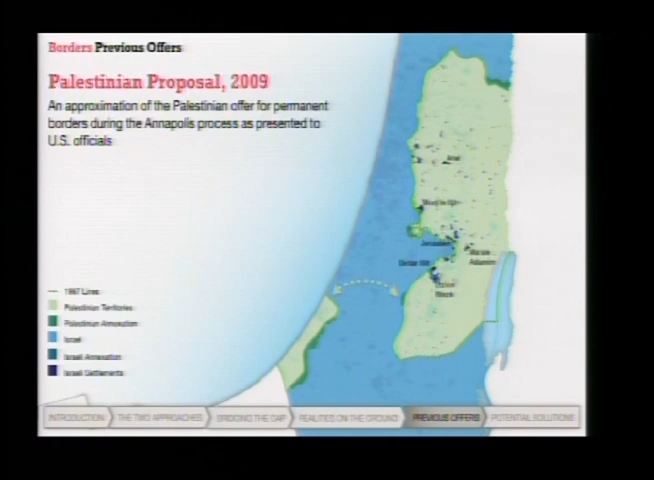 Borders Previous Offers
Palestinian Proposal, 2009
An approximation of the Palestinian offer for permanent
borders during the Annapolis process as presented to
U.S. officials
Ariel
Jerusalem
Adumim
1967 Lines
Palestinian Territories
Palestinian Annexation
Israel
Israeli Annexation
Israeli Settlements
INTRODUCTION
THE TWO APPROACHES
BRIDGING THE GAP
REALITIES ON THE GROUND
PREVIOUS OFFERS
POTENTIAL SOLUTIONS